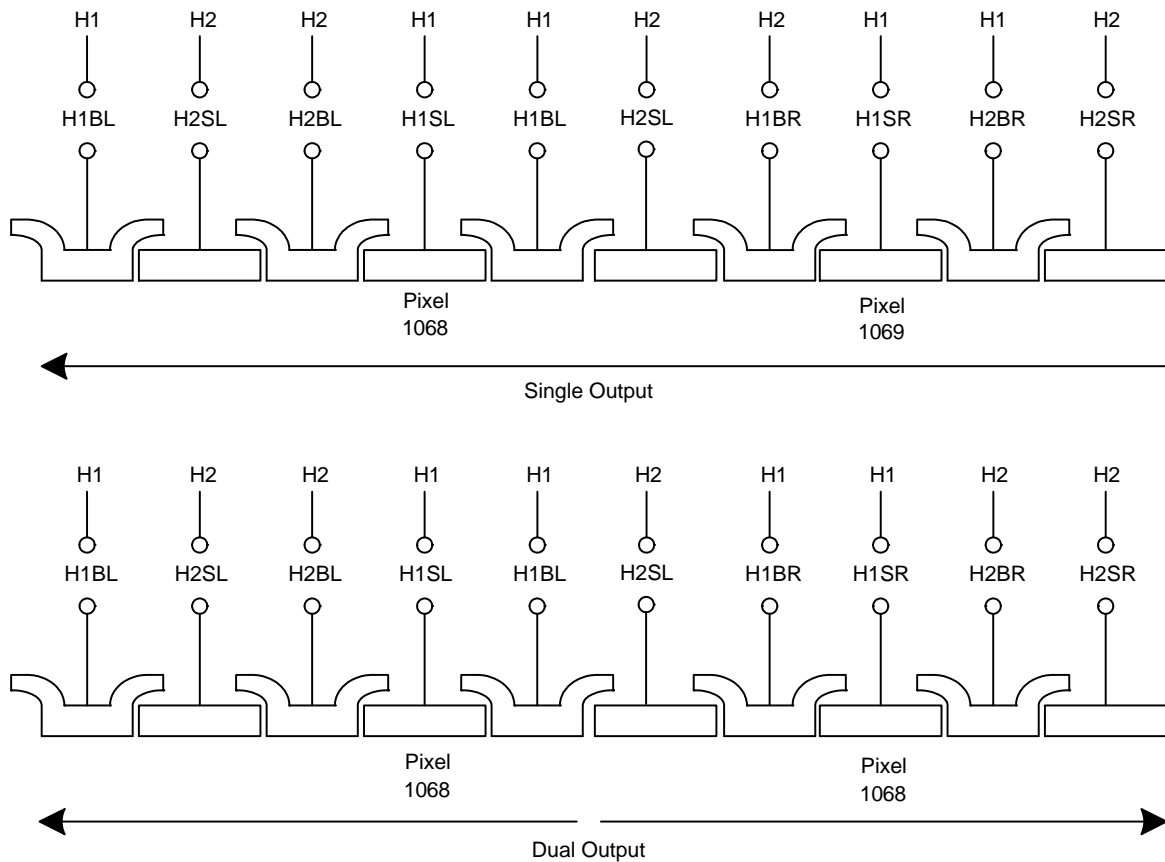 H1 H2 H2 H1 H1 H2 H1 H1 H1 H2
H1BL H2SL H2BL H1SL H1BL H2SL H1BR H1SR H2BR H2SR
Pixel Pixel
1068 1069
Single Output
H1 H2 H2 H1 H1 H2 H1 H1 H2 H2
H1BL H2SL H2BL H1SL H1BL H2SL H1BR H1SR H2BR H2SR
Pixel Pixel
1068 1068
Dual Output